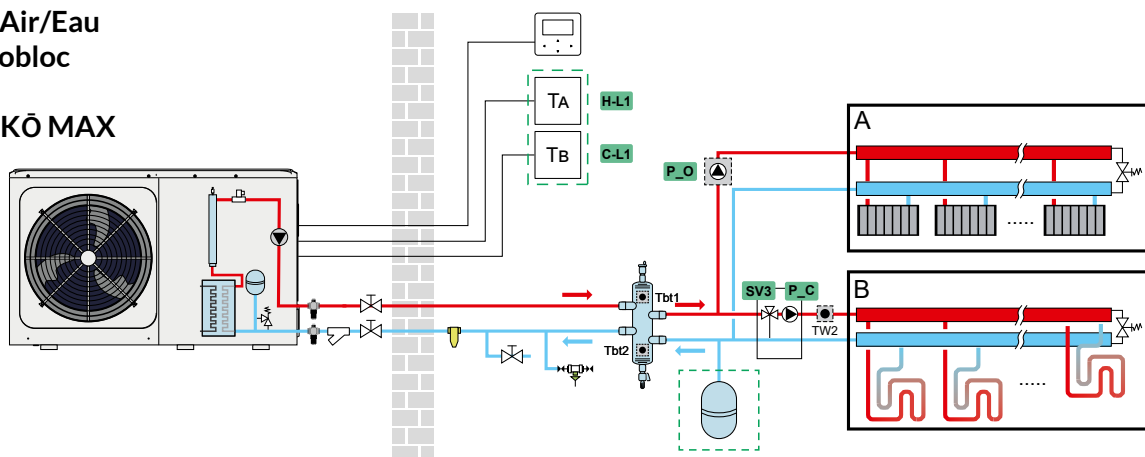 Air/Eau
obloc
KŌ MAX
TA
H-L1
TB
C-L1
P_O
A
Tbt1
SV3
P_C
B
TW2
Tbt2
.....
.....